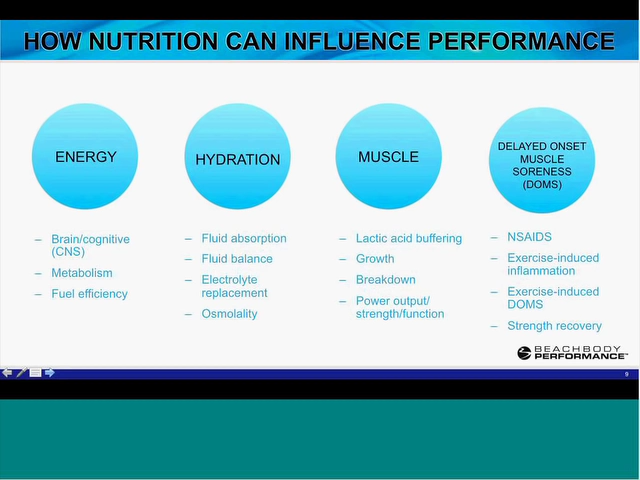 HOW NUTRITION CAN INFLUENCE PERFORMANCE
ENERGY
– Brain/cognitive
(CNS)
– Metabolism
– Fuel efficiency
HYDRATION
– Fluid absorption
– Fluid balance
– Electrolyte
replacement
– Osmolality
MUSCLE
– Lactic acid buffering
– Growth
– Breakdown
– Power output/
strength/function
DELAYED ONSET
MUSCLE
SORENESS
(DOMS)
– NSAIDS
– Exercise-induced
inflammation
– Exercise-induced
DOMS
– Strength recovery
BEACHBODY
PERFORMANCE™
9